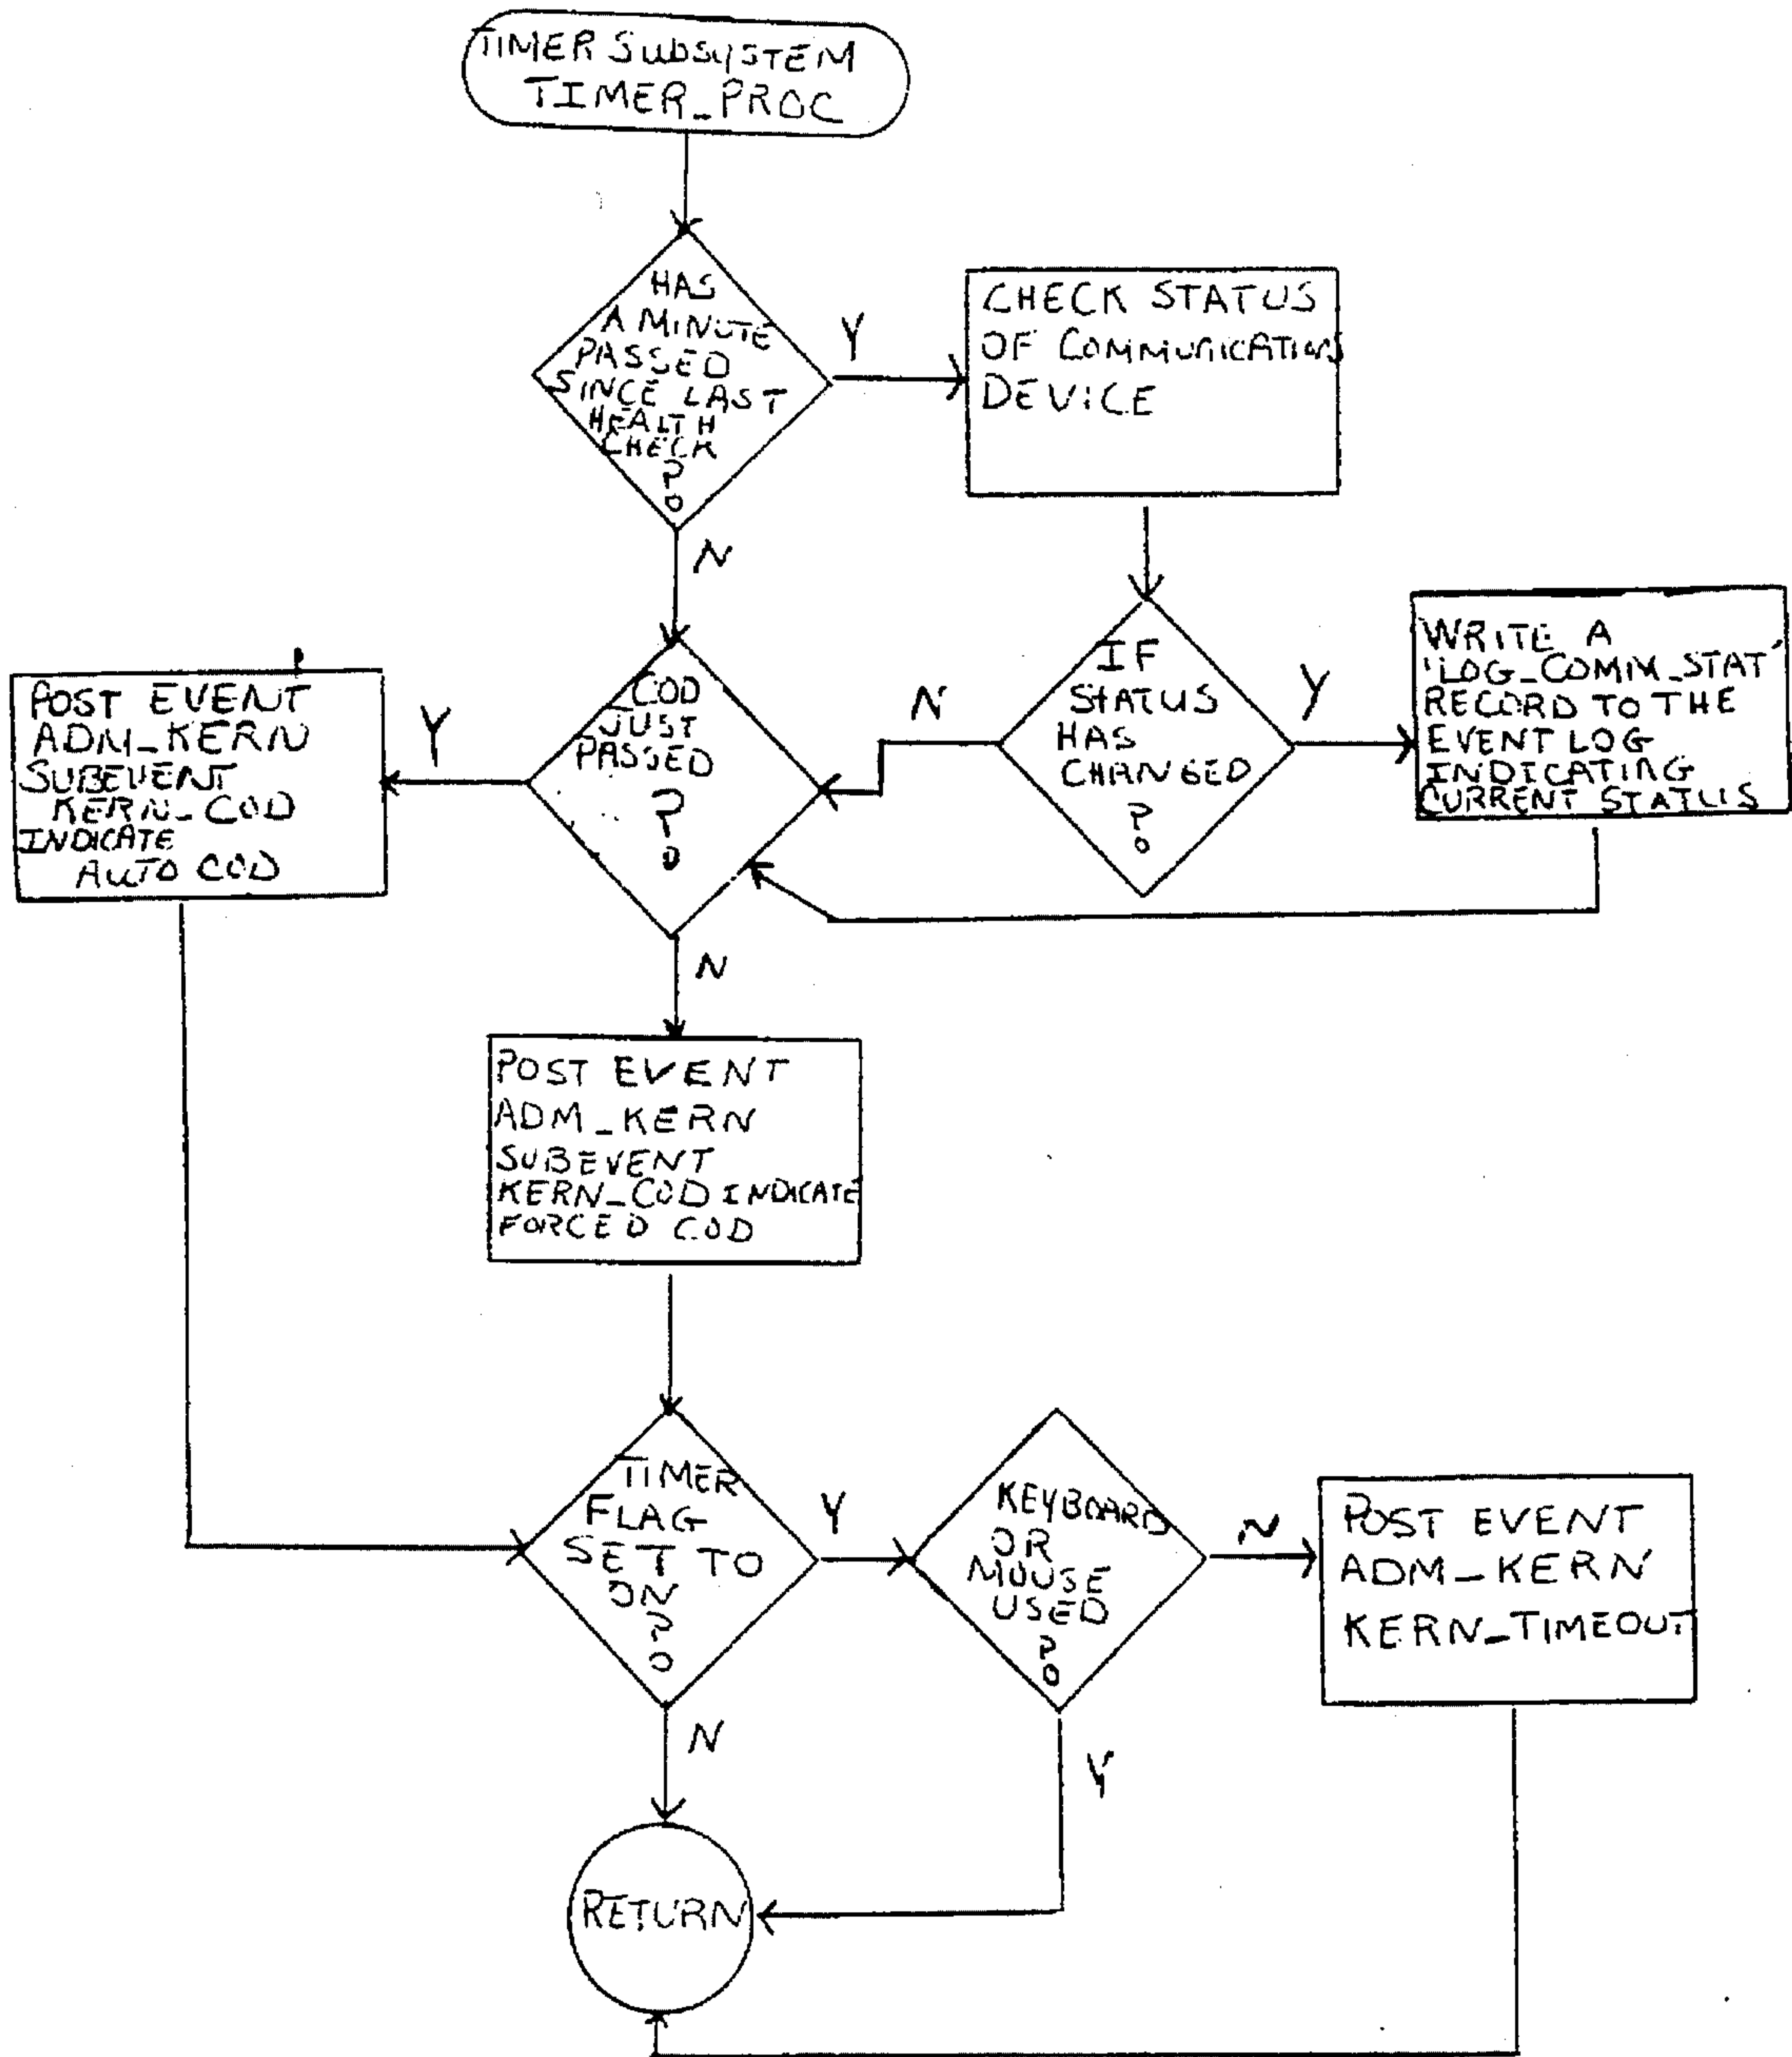 TIMER SUBSYSTEM
TIMER_PROC
HAS
A MINUTE
PASSED
SINCE LAST
HEALTH
CHECK
?
Y
N
CHECK STATUS
OF COMMUNICATIONS
DEVICE
IF
STATUS
HAS
CHANGED
?
N
Y
WRITE A
'LOG_COMM_STAT'
RECORD TO THE
EVENT LOG
INDICATING
CURRENT STATUS
COD
JUST
PASSED
?
Y
N
POST EVENT
ADM_KERN
SUBEVENT
KERN_COD
INDICATE
AUTO COD
POST EVENT
ADM_KERN
SUBEVENT
KERN_COD INDICATE
FORCED COD
TIMER
FLAG
SET TO
ON
?
Y
N
KEYBOARD
OR
MOUSE
USED
?
N
Y
POST EVENT
ADM_KERN
KERN_TIMEOUT
RETURN